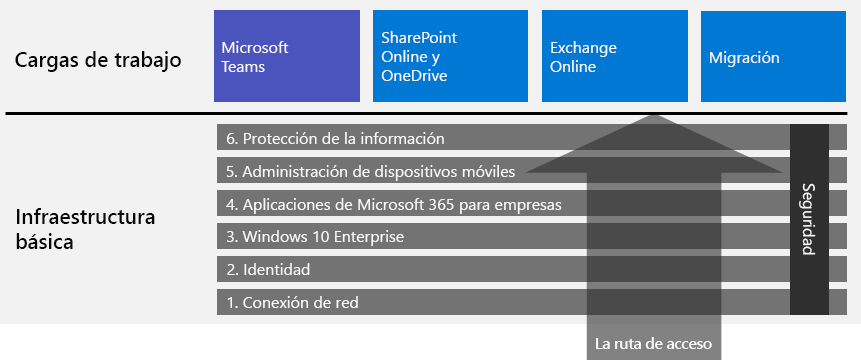 Cargas de trabajo
Microsoft
Teams
SharePoint
Online y
OneDrive
Exchange
Online
Migración
Infraestructura
básica
6. Protección de la información
5. Administración de dispositivos móviles
4. Aplicaciones de Microsoft 365 para empresas
3. Windows 10 Enterprise
2. Identidad
1. Conexión de red
Seguridad
La ruta de acceso